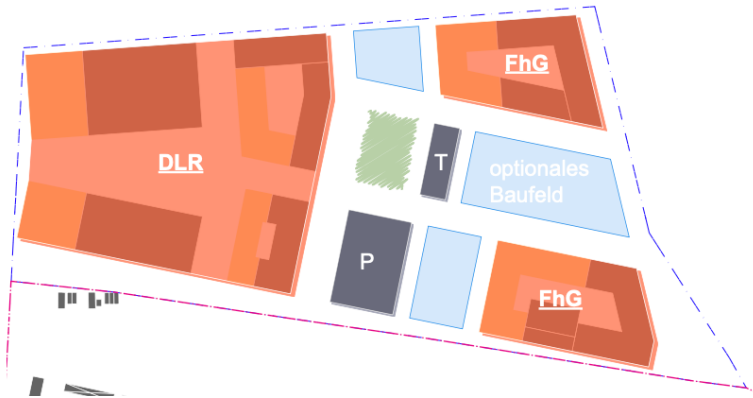 FhG
DLR
T
optionales
Baufeld
P
FhG